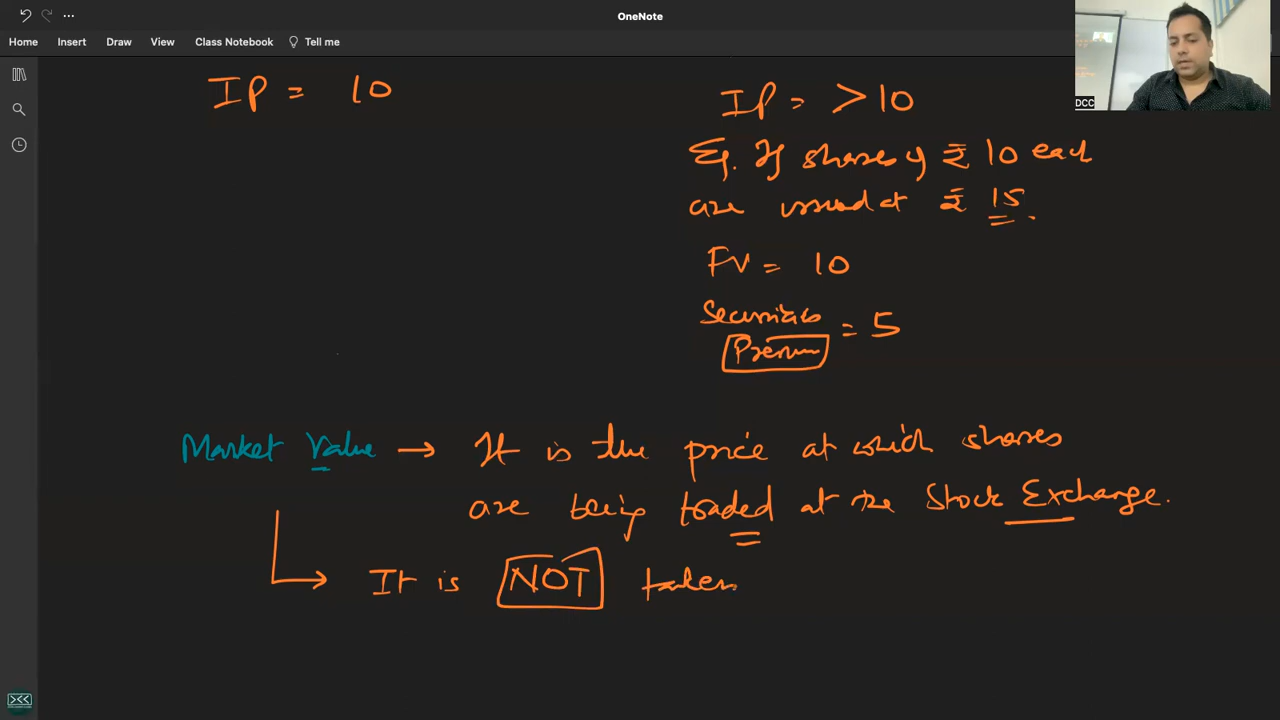 OneNote
Home Insert Draw View Class Notebook Tell me
DCC
IP = 10
IP = >10
Eg. If shares of ₹ 10 each
are issued at ₹ 15.
FV = 10
Securities
Premium = 5
Market Value → It is the price at which shares
are being traded at the Stock Exchange.
It is NOT taken
DCC